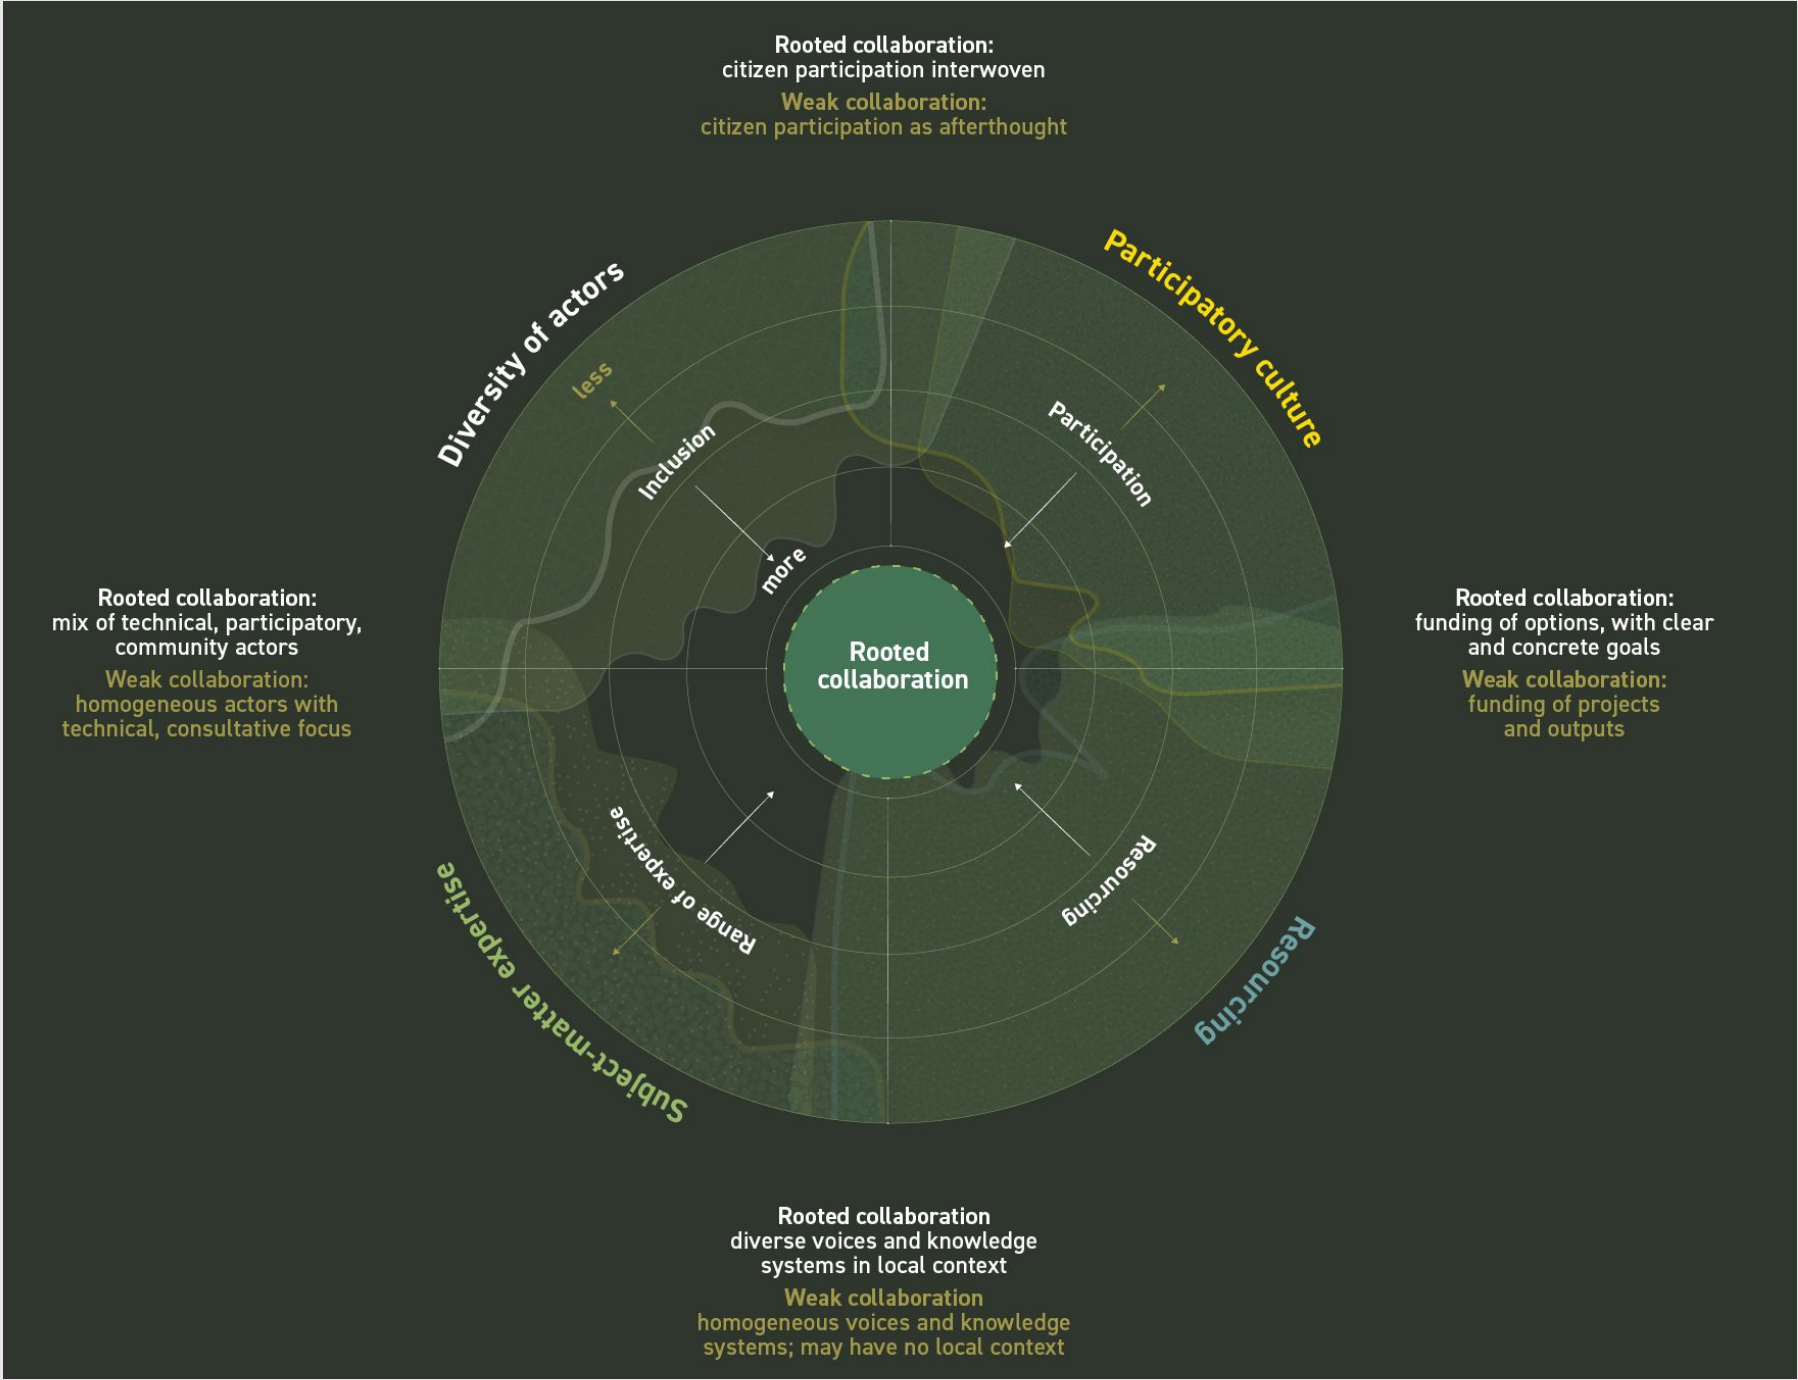 Rooted collaboration:
citizen participation interwoven
Weak collaboration:
citizen participation as afterthought
Diversity of actors
Participatory culture
less
Inclusion
more
Participation
Rooted collaboration:
mix of technical, participatory,
community actors
Weak collaboration:
homogeneous actors with
technical, consultative focus
Rooted
collaboration
Rooted collaboration:
funding of options, with clear
and concrete goals
Weak collaboration:
funding of projects
and outputs
Range of expertise
Resourcing
Subject-matter expertise
Resourcing
Rooted collaboration
diverse voices and knowledge
systems in local context
Weak collaboration
homogeneous voices and knowledge
systems; may have no local context